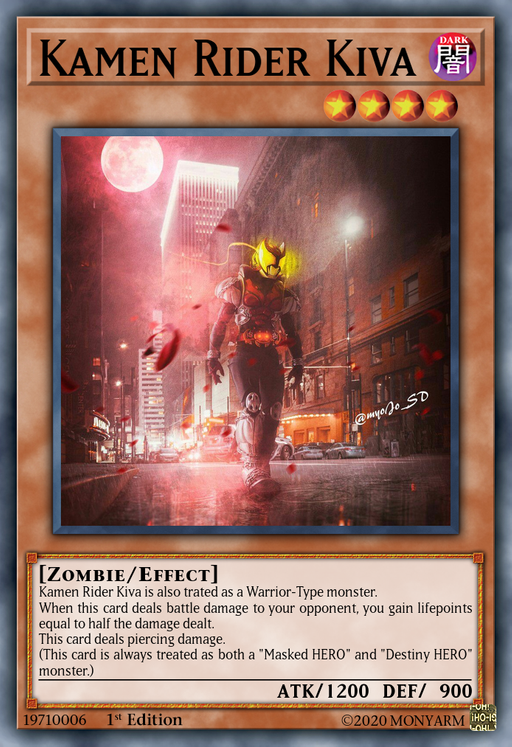 KAMEN RIDER KIVA
DARK
闇
@myoJo_SD
[ZOMBIE/EFFECT]
Kamen Rider Kiva is also trated as a Warrior-Type monster.
When this card deals battle damage to your opponent, you gain lifepoints
equal to half the damage dealt.
This card deals piercing damage.
(This card is always treated as both a "Masked HERO" and "Destiny HERO"
monster.)
ATK/1200 DEF/ 900
19710006 1st Edition ©2020 MONYARM